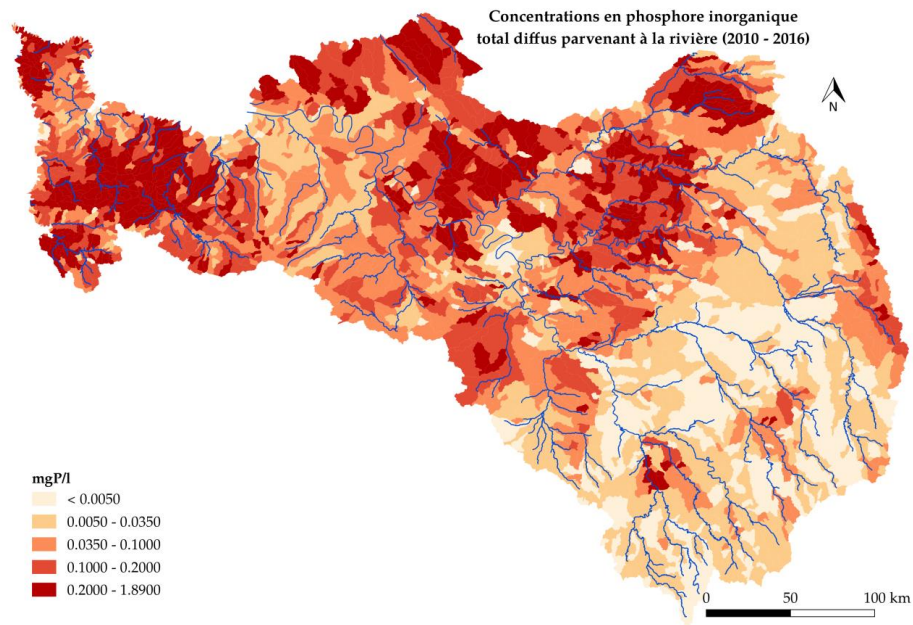 Concentrations en phosphore inorganique
total diffus parvenant à la rivière (2010 - 2016)
N
mgP/l
< 0.0050
0.0050 - 0.0350
0.0350 - 0.1000
0.1000 - 0.2000
0.2000 - 1.8900
0 50 100 km